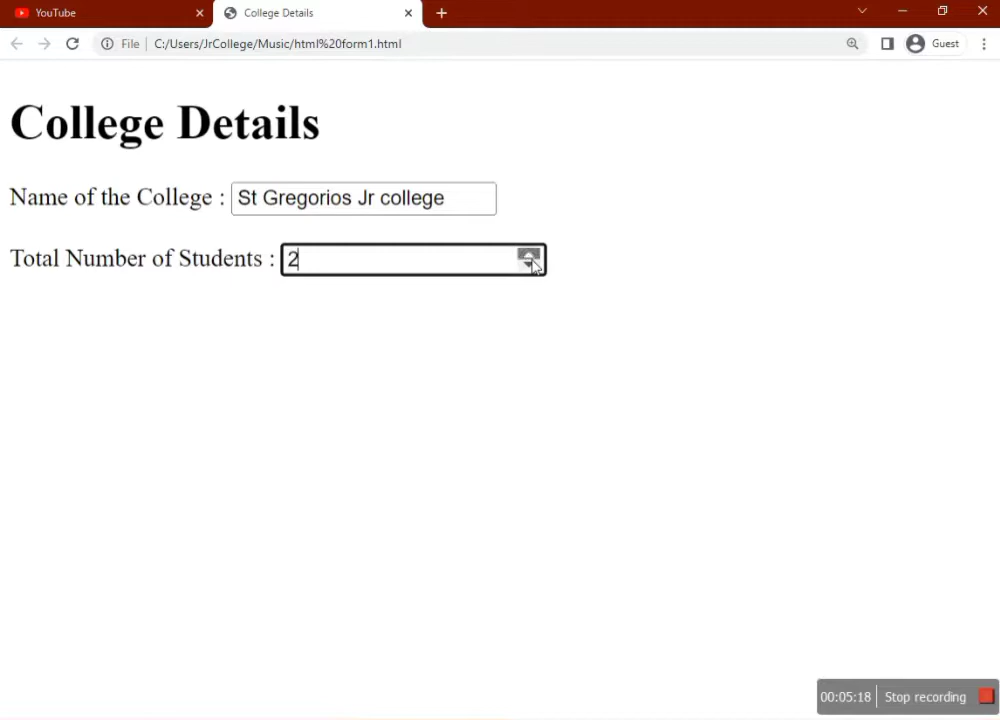 YouTube
College Details
File
C:/Users/JrCollege/Music/html%20form1.html
Guest
College Details
Name of the College : St Gregorios Jr college
Total Number of Students : 2
00:05:18 Stop recording